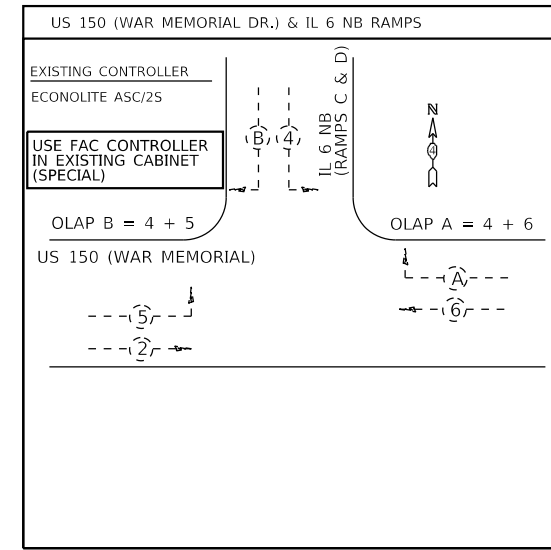 US 150 (WAR MEMORIAL DR.) & IL 6 NB RAMPS
EXISTING CONTROLLER
ECONOLITE ASC/2S
USE FAC CONTROLLER
IN EXISTING CABINET
(SPECIAL)
B 4
IL 6 NB
(RAMPS C & D)
N
4
OLAP B = 4 + 5
OLAP A = 4 + 6
US 150 (WAR MEMORIAL)
A
5
6
2